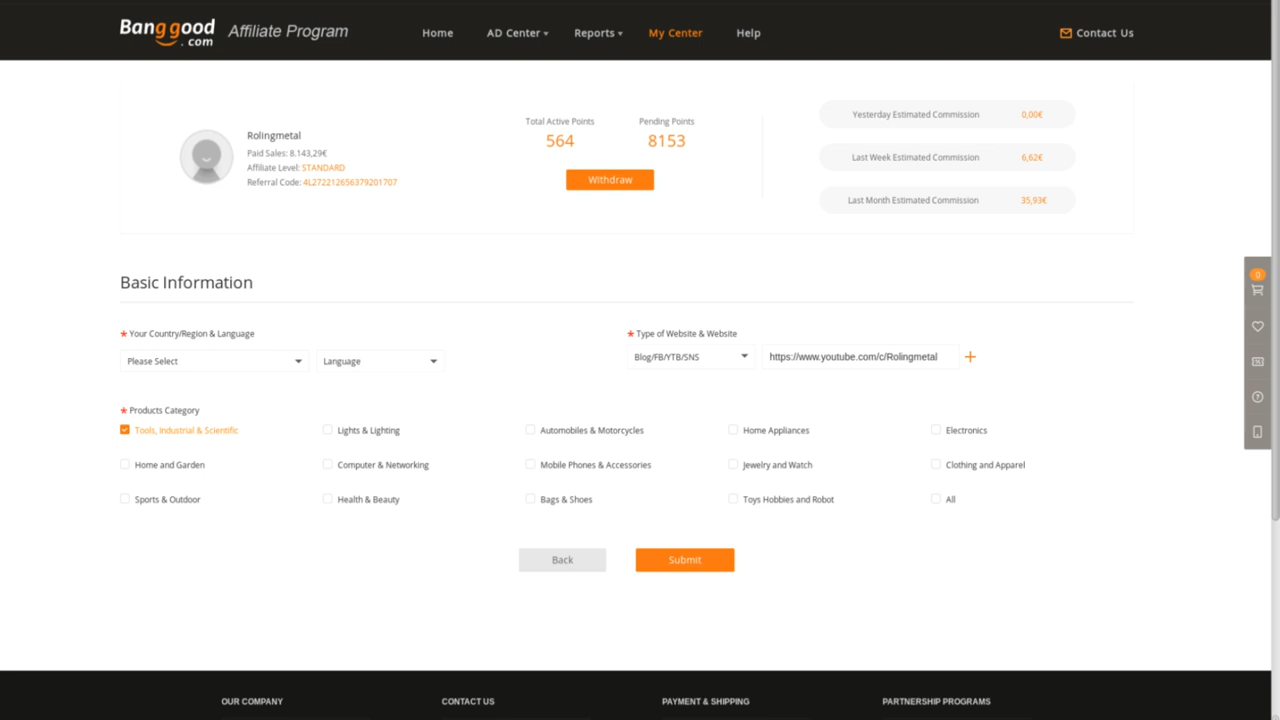 Banggood.com Affiliate Program Home AD Center Reports My Center Help Contact Us
Rolingmetal
Paid Sales: 8.143,29€
Affiliate Level: STANDARD
Referral Code: 4L272212656379201707
Total Active Points Pending Points
564 8153
Withdraw
Yesterday Estimated Commission 0,00€
Last Week Estimated Commission 6,62€
Last Month Estimated Commission 35,93€
0
Basic Information
* Your Country/Region & Language * Type of Website & Website
Please Select Language Blog/FB/YTB/SNS https://www.youtube.com/c/Rolingmetal +
* Products Category
Tools, Industrial & Scientific Lights & Lighting Automobiles & Motorcycles Home Appliances Electronics
Home and Garden Computer & Networking Mobile Phones & Accessories Jewelry and Watch Clothing and Apparel
Sports & Outdoor Health & Beauty Bags & Shoes Toys Hobbies and Robot All
Back Submit
OUR COMPANY CONTACT US PAYMENT & SHIPPING PARTNERSHIP PROGRAMS